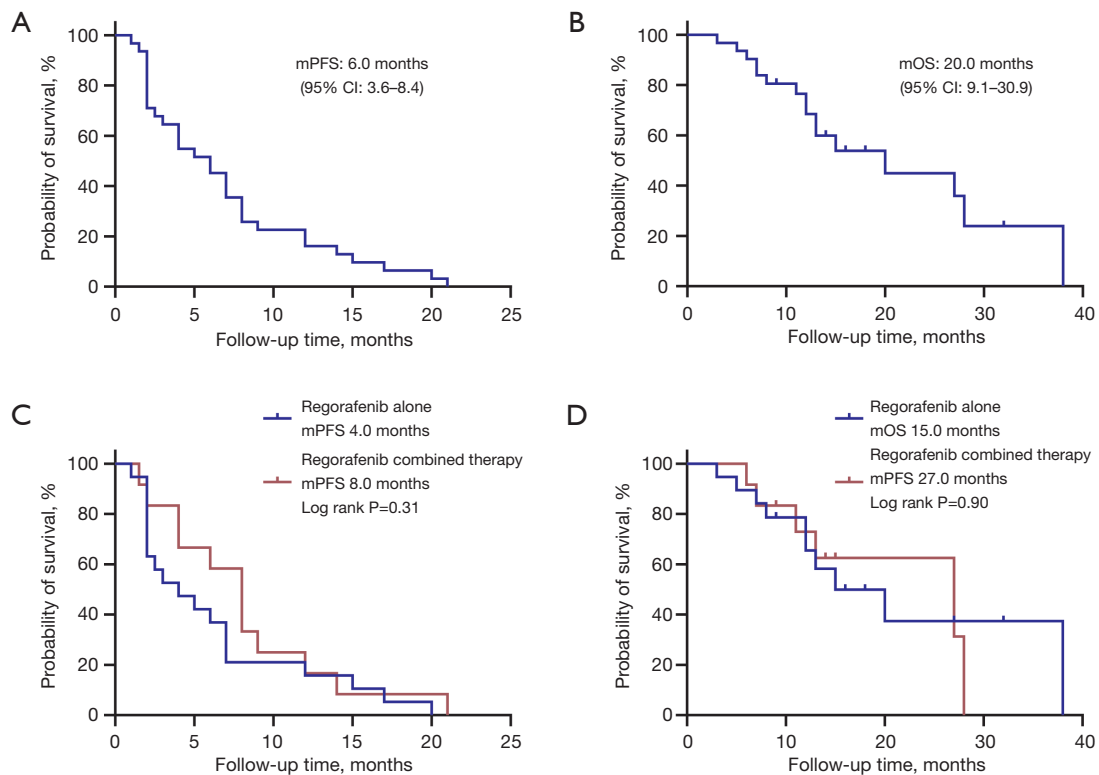 A
Probability of survival, %
100
80
60
40
20
0
mPFS: 6.0 months
(95% CI: 3.6–8.4)
0 5 10 15 20 25
Follow-up time, months
B
Probability of survival, %
100
80
60
40
20
0
mOS: 20.0 months
(95% CI: 9.1–30.9)
0 10 20 30 40
Follow-up time, months
C
Regorafenib alone
mPFS 4.0 months
Regorafenib combined therapy
mPFS 8.0 months
Log rank P=0.31
Probability of survival, %
100
80
60
40
20
0
0 5 10 15 20 25
Follow-up time, months
D
Regorafenib alone
mOS 15.0 months
Regorafenib combined therapy
mPFS 27.0 months
Log rank P=0.90
Probability of survival, %
100
80
60
40
20
0
0 10 20 30 40
Follow-up time, months